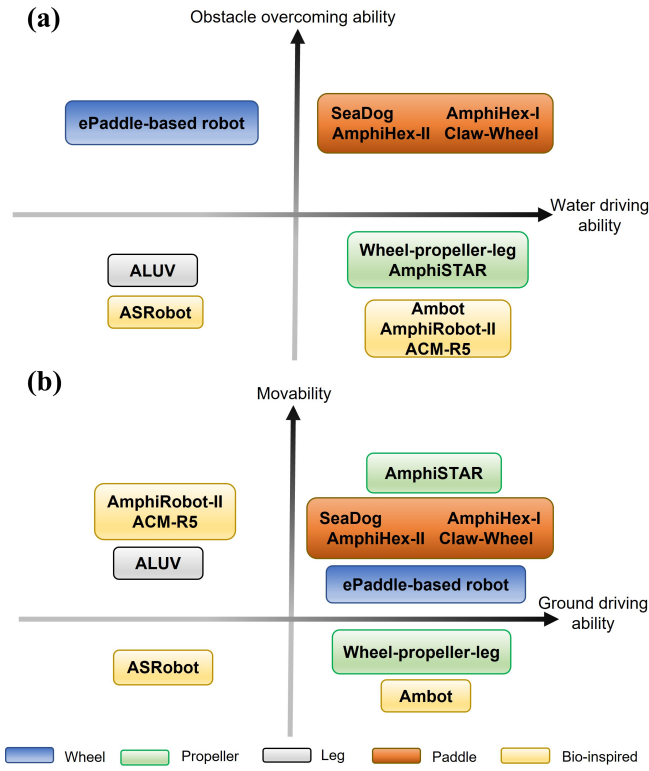 (a)
Obstacle overcoming ability
ePaddle-based robot
SeaDog AmphiHex-I
AmphiHex-II Claw-Wheel
Water driving
ability
Wheel-propeller-leg
AmphiSTAR
ALUV
ASRobot
Ambot
AmphiRobot-II
ACM-R5
(b)
Movability
AmphiSTAR
AmphiRobot-II
ACM-R5
SeaDog AmphiHex-I
AmphiHex-II Claw-Wheel
ALUV
ePaddle-based robot
Ground driving
ability
Wheel-propeller-leg
ASRobot
Ambot
Wheel Propeller Leg Paddle Bio-inspired